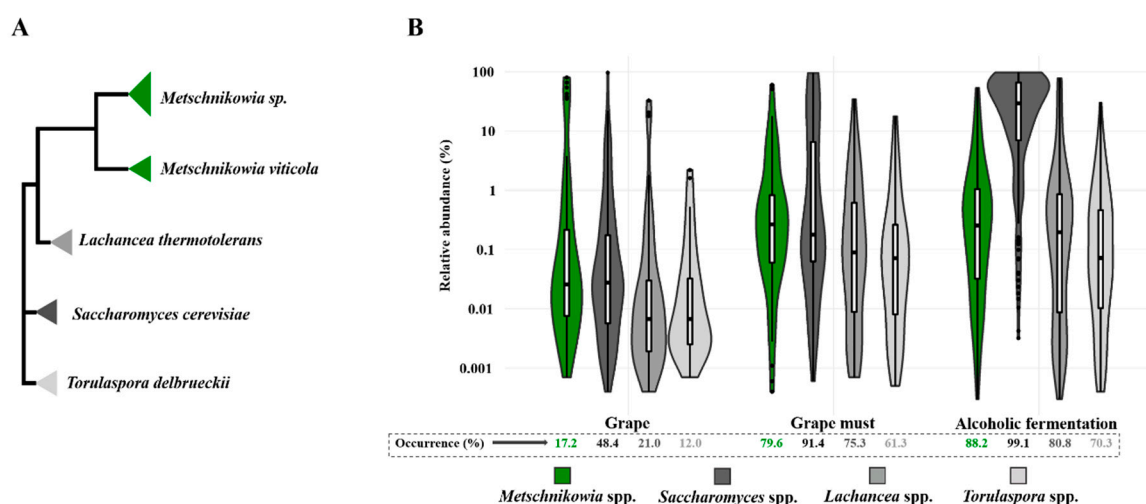 A
B
Metschnikowia sp.
Metschnikowia viticola
Lachancea thermotolerans
Saccharomyces cerevisiae
Torulaspora delbrueckii
Relative abundance (%)
100
10
1
0.1
0.01
0.001
Grape Grape must Alcoholic fermentation
Occurrence (%) 17.2 48.4 21.0 12.0 79.6 91.4 75.3 61.3 88.2 99.1 80.8 70.3
Metschnikowia spp. Saccharomyces spp. Lachancea spp. Torulaspora spp.